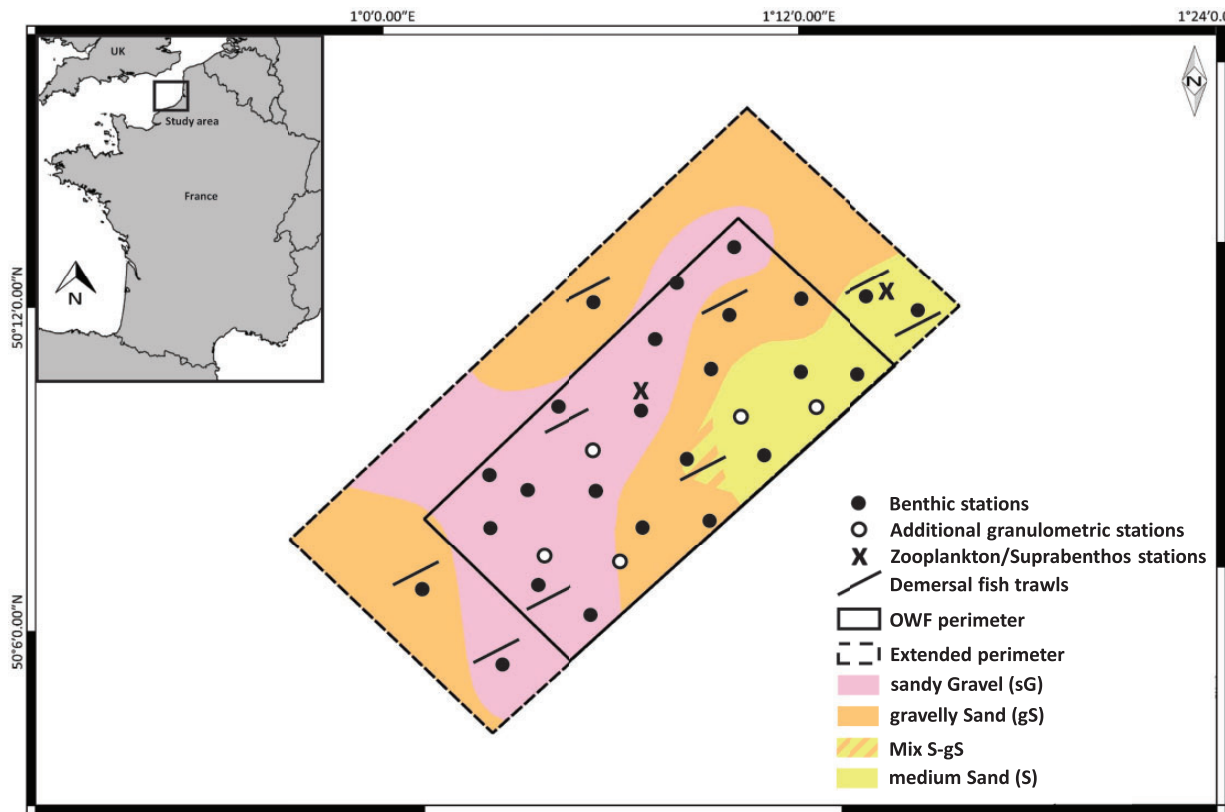 1°0′0.00″E
1°12′0.00″E
1°24′0.0
UK
Study area
France
N
N
50°12′0.00″N
50°6′0.00″N
Benthic stations
Additional granulometric stations
X Zooplankton/Suprabenthos stations
Demersal fish trawls
OWF perimeter
Extended perimeter
sandy Gravel (sG)
gravelly Sand (gS)
Mix S-gS
medium Sand (S)
X
X